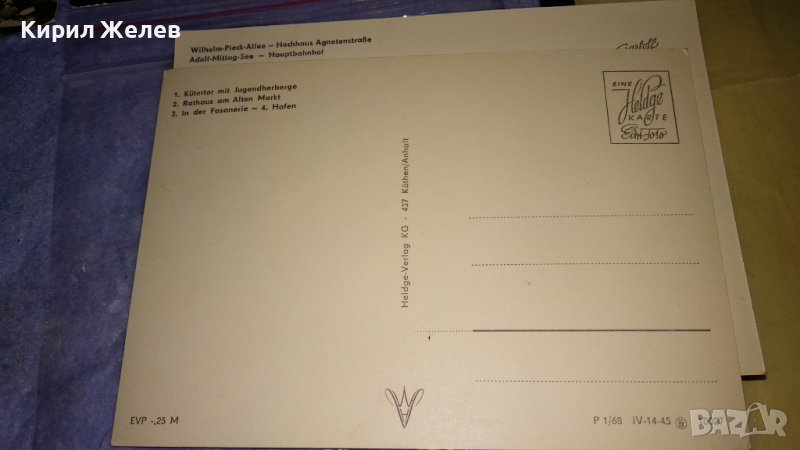 Кирил Желев
Wilhelm-Pieck-Allee – Hochhaus Agnetenstraße
Adolf-Mittag-See – Hauptbahnhof
1. Kütertor mit Jugendherberge
2. Rathaus am Alten Markt
3. In der Fasanerie – 4. Hafen
EINE
Heldge
KARTE
Echt foto
Heldge-Verlag KG · 437 Köthen/Anhalt
EVP -,25 M
P 1/68 IV-14-45
BAZAR